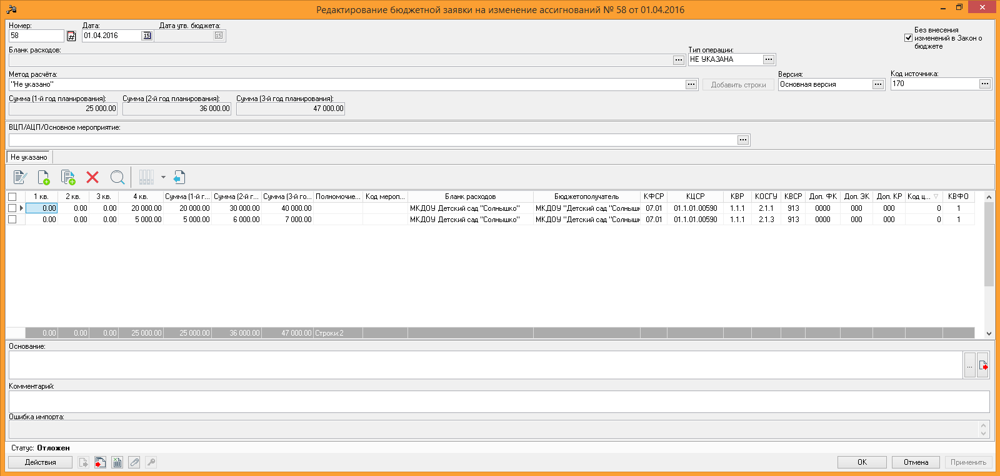 Редактирование бюджетной заявки на изменение ассигнований № 58 от 01.04.2016
Номер: Дата: Дата утв. бюджета:
58 01.04.2016 15 15
Без внесения
изменений в Закон о
бюджете
Бланк расходов: Тип операции:
... НЕ УКАЗАНА ...
Метод расчёта: Версия: Код источника:
"Не указано" ... Добавить строки Основная версия ... 170 ...
Сумма (1-й год планирования): Сумма (2-й год планирования): Сумма (3-й год планирования):
25 000.00 36 000.00 47 000.00
ВЦП/АЦП/Основное мероприятие:
...
Не указано
1 кв. 2 кв. 3 кв. 4 кв. Сумма (1-й г... Сумма (2-й г... Сумма (3-й го... Полномочие... Код мероп... Бланк расходов Бюджетополучатель КФСР КЦСР КВР КОСГУ КВСР Доп. ФК Доп. ЭК Доп. КР Код ц... КВФО
0.00 0.00 0.00 20 000.00 20 000.00 30 000.00 40 000.00 МКДОУ Детский сад "Солнышко" МКДОУ "Детский сад "Солнышк 07.01 01.1.01.00590 1.1.1 2.1.1 913 0000 000 000 0 1
0.00 0.00 0.00 5 000.00 5 000.00 6 000.00 7 000.00 МКДОУ Детский сад "Солнышко" МКДОУ "Детский сад "Солнышк 07.01 01.1.01.00590 1.1.1 2.1.3 913 0000 000 000 0 1
0.00 0.00 0.00 25 000.00 25 000.00 36 000.00 47 000.00 Строки:2
Основание:
...
Комментарий:
Ошибка импорта:
Статус: Отложен
Действия ОК Отмена Применить